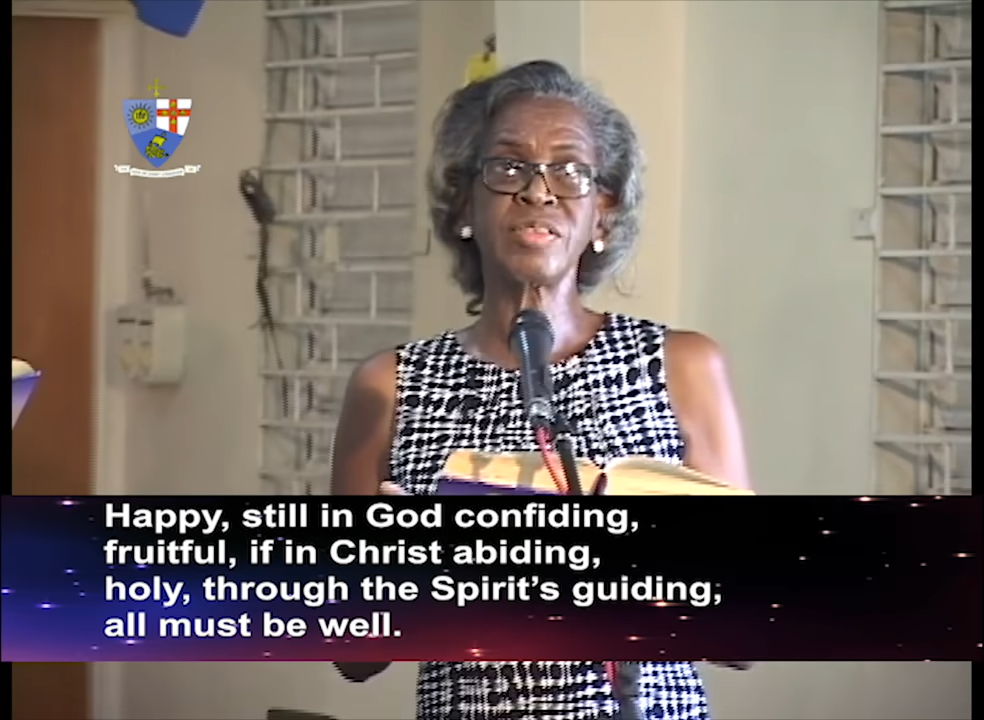 Happy, still in God confiding,
fruitful, if in Christ abiding,
holy, through the Spirit's guiding,
all must be well.